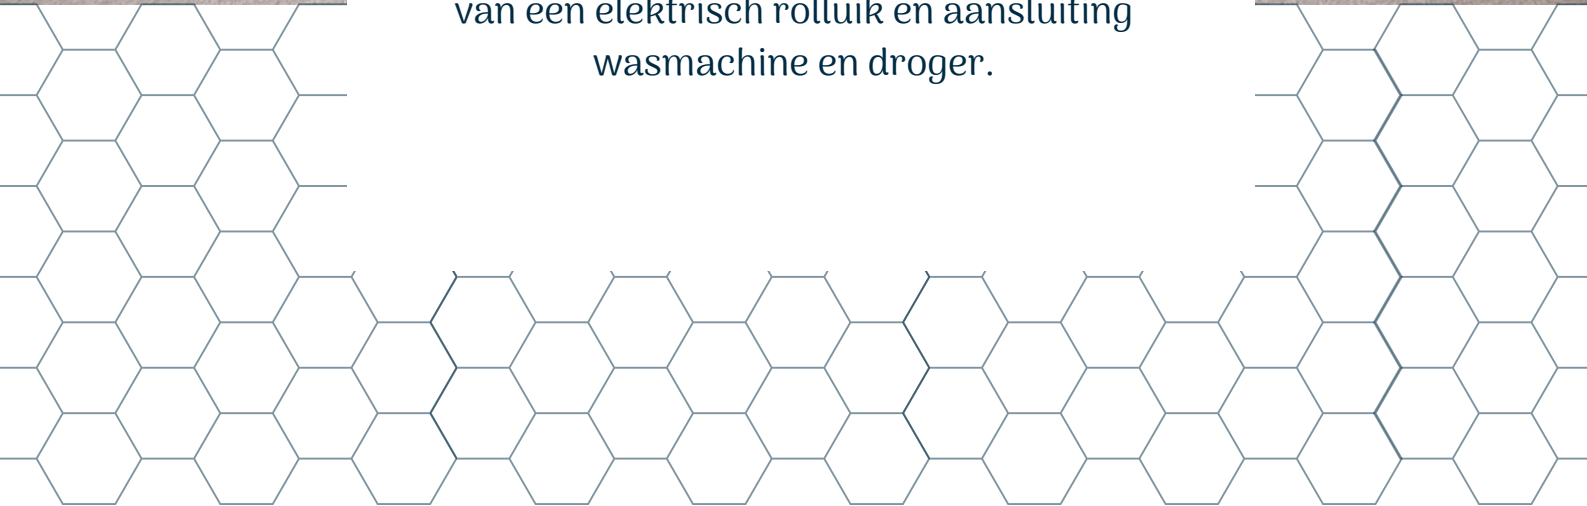 van een elektrisch rolluik en aansluiting
wasmachine en droger.